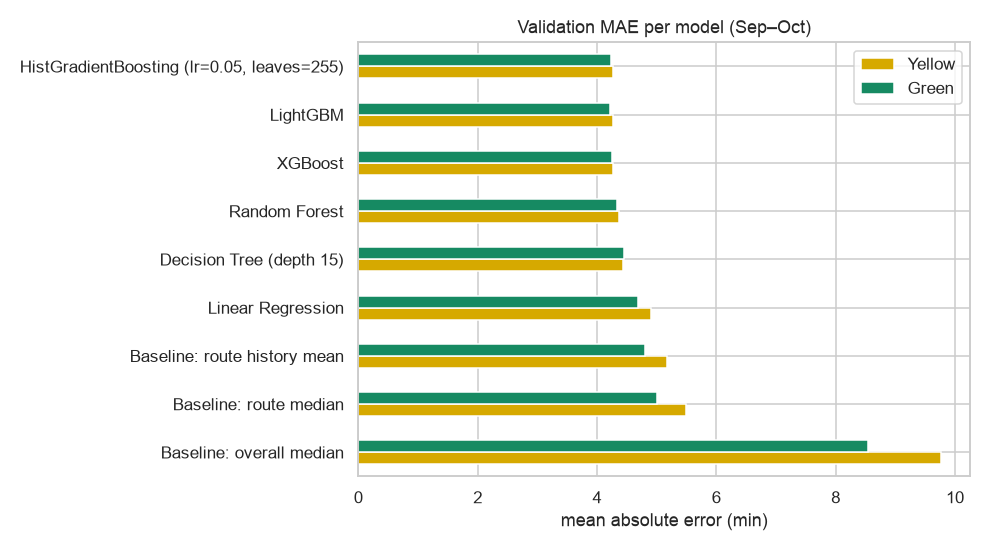 Validation MAE per model (Sep–Oct)
HistGradientBoosting (lr=0.05, leaves=255)
LightGBM
XGBoost
Random Forest
Decision Tree (depth 15)
Linear Regression
Baseline: route history mean
Baseline: route median
Baseline: overall median
Yellow
Green
0 2 4 6 8 10
mean absolute error (min)